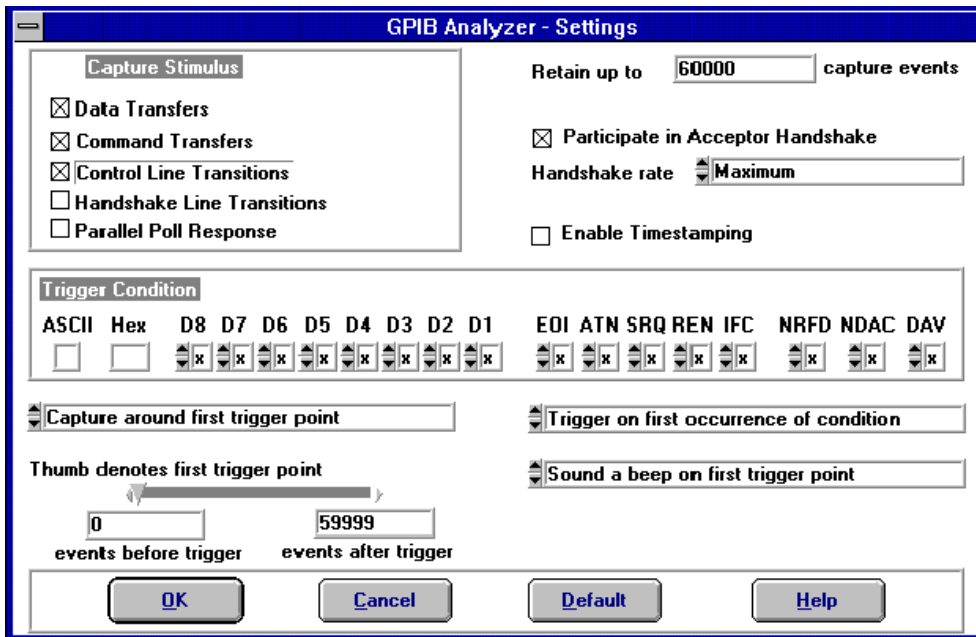 GPIB Analyzer - Settings
Capture Stimulus
Data Transfers
Command Transfers
Control Line Transitions
Handshake Line Transitions
Parallel Poll Response
Retain up to 60000 capture events
Participate in Acceptor Handshake
Handshake rate Maximum
Enable Timestamping
Trigger Condition
ASCII Hex D8 D7 D6 D5 D4 D3 D2 D1 EOI ATN SRQ REN IFC NRFD NDAC DAV
x x x x x x x x x x x x x x x x
Capture around first trigger point
Trigger on first occurrence of condition
Thumb denotes first trigger point
Sound a beep on first trigger point
0 59999
events before trigger events after trigger
OK Cancel Default Help